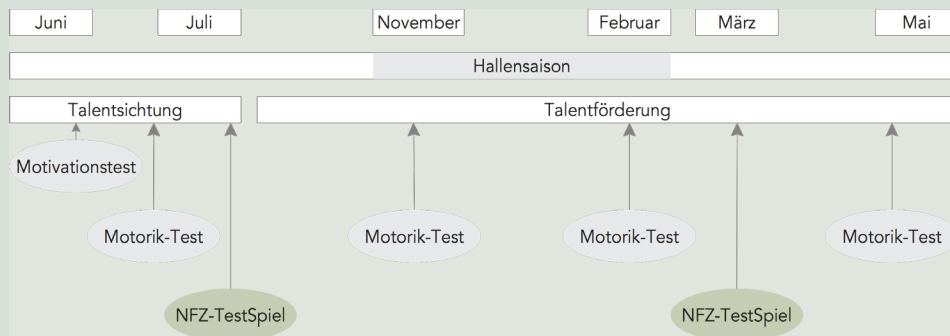 Juni
Juli
November
Februar
März
Mai
Hallensaison
Talentsichtung
Talentförderung
Motivationstest
Motorik-Test
Motorik-Test
Motorik-Test
Motorik-Test
NFZ-TestSpiel
NFZ-TestSpiel